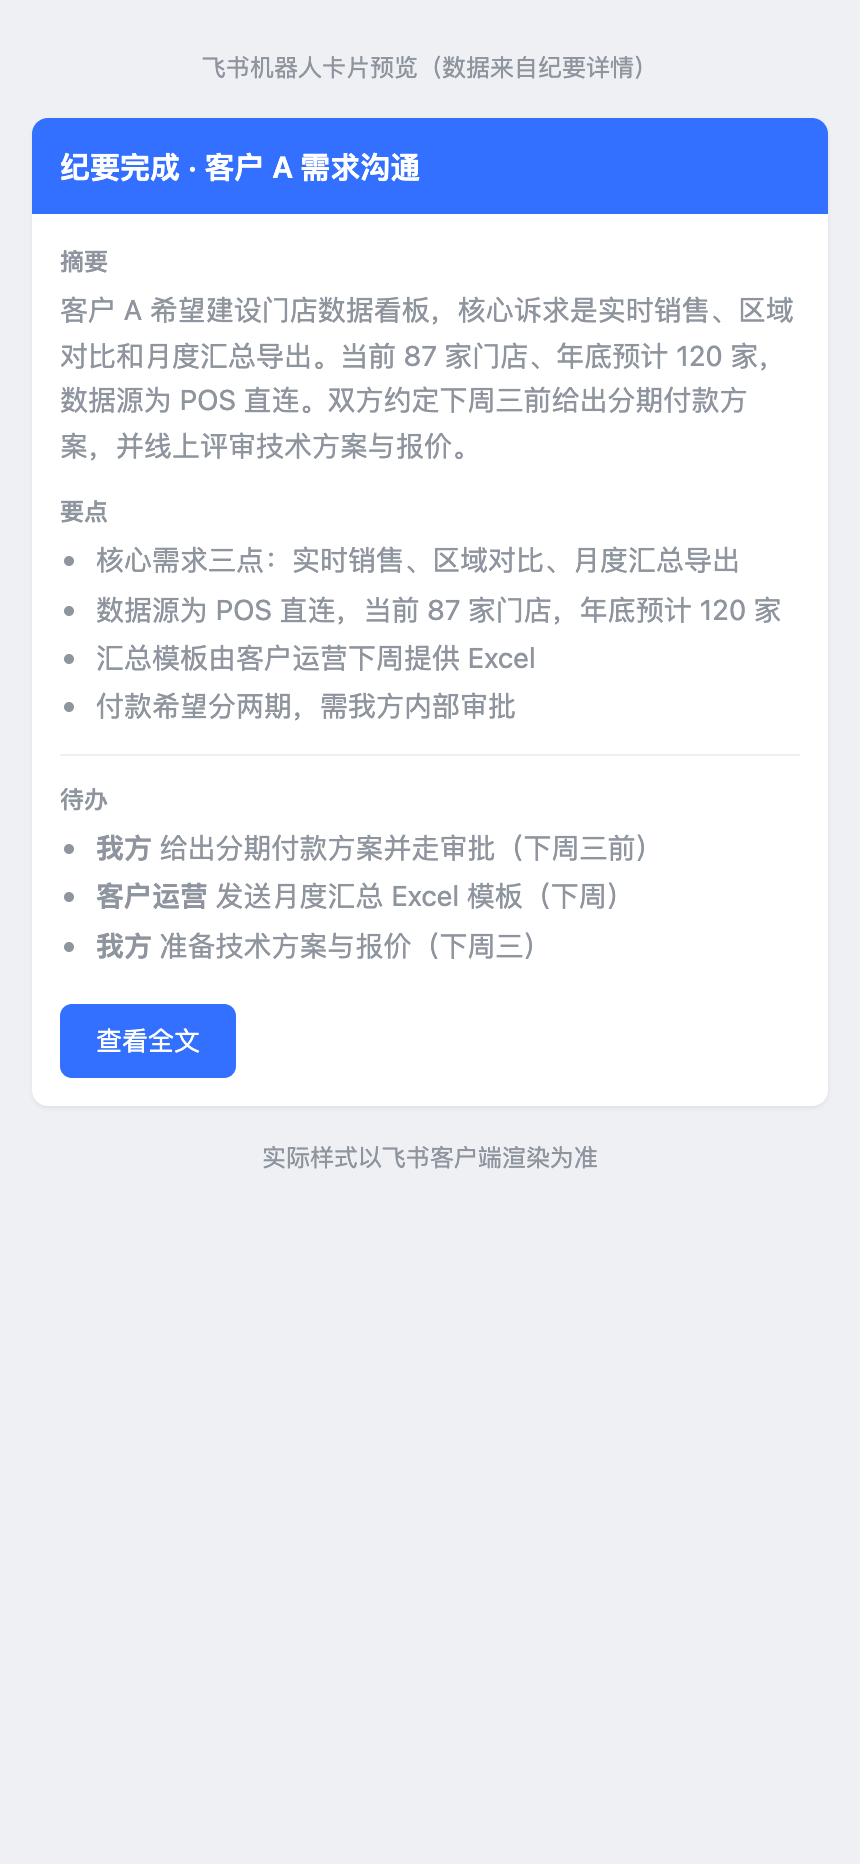 飞书机器人卡片预览（数据来自纪要详情）
纪要完成 · 客户 A 需求沟通
摘要
客户 A 希望建设门店数据看板，核心诉求是实时销售、区域
对比和月度汇总导出。当前 87 家门店、年底预计 120 家，
数据源为 POS 直连。双方约定下周三前给出分期付款方
案，并线上评审技术方案与报价。
要点
• 核心需求三点：实时销售、区域对比、月度汇总导出
• 数据源为 POS 直连，当前 87 家门店，年底预计 120 家
• 汇总模板由客户运营下周提供 Excel
• 付款希望分两期，需我方内部审批
待办
• 我方 给出分期付款方案并走审批（下周三前）
• 客户运营 发送月度汇总 Excel 模板（下周）
• 我方 准备技术方案与报价（下周三）
查看全文
实际样式以飞书客户端渲染为准